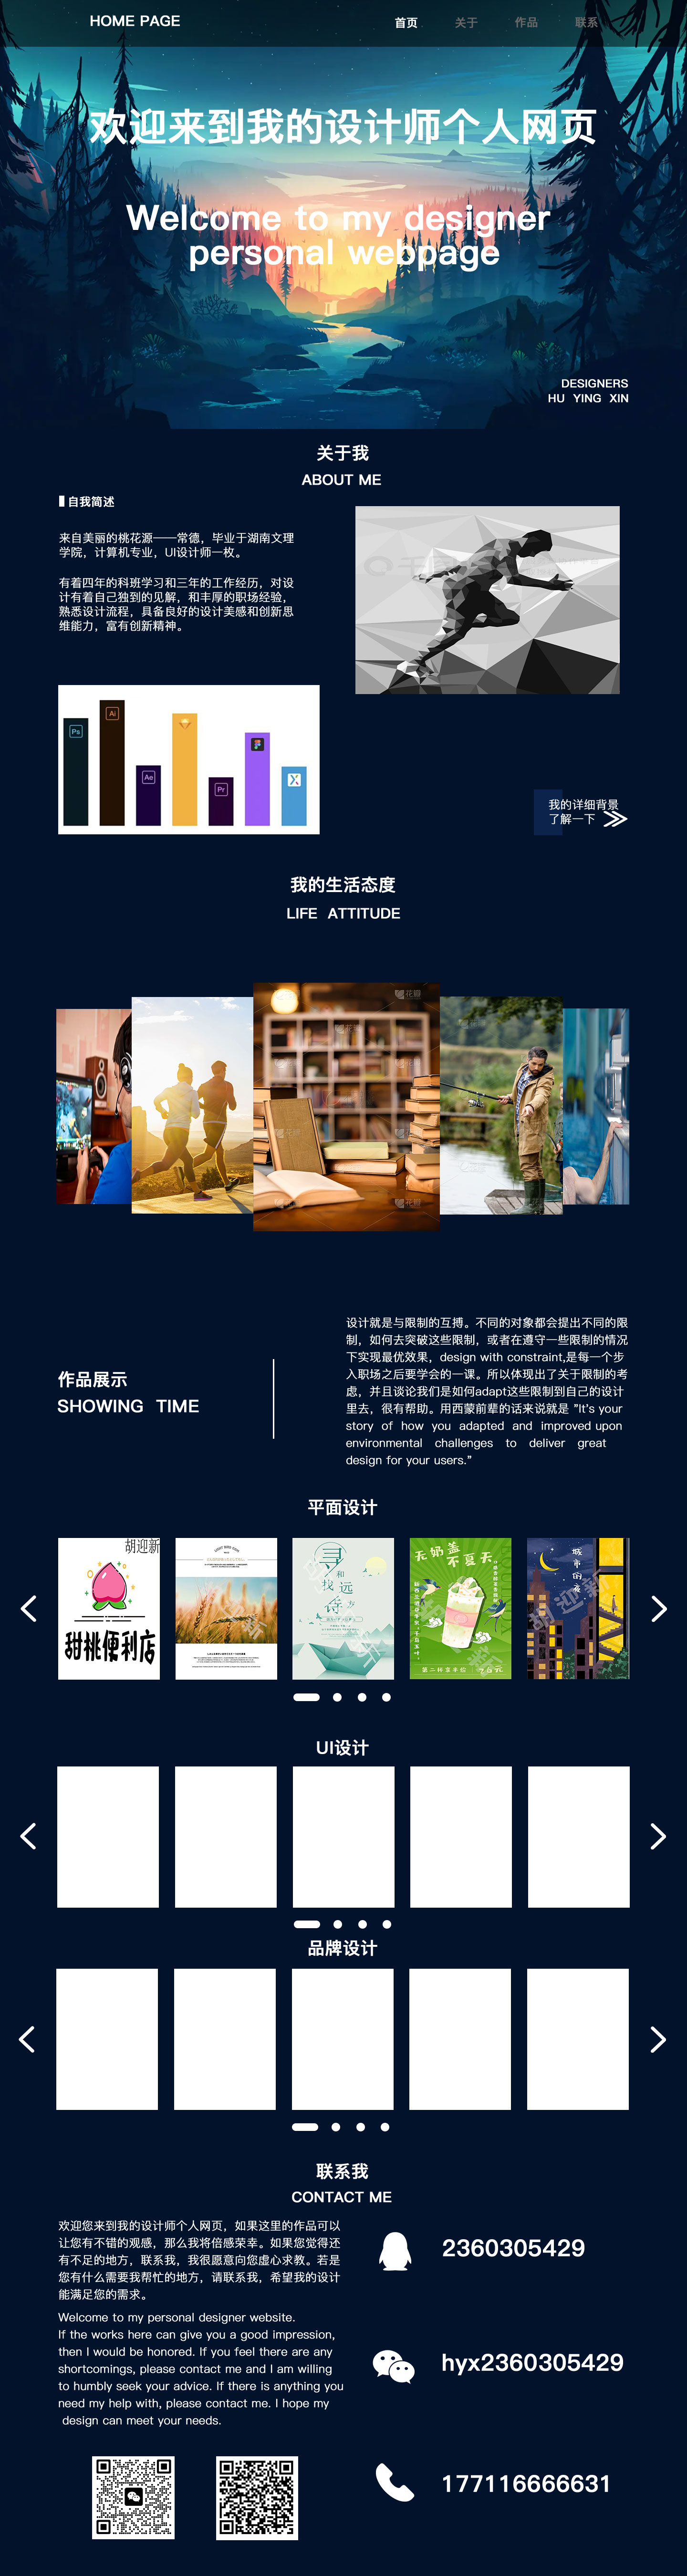 HOME PAGE
首页
关于
作品
联系
欢迎来到我的设计师个人网页
Welcome to my designer
personal webpage
DESIGNERS
HU YING XIN
关于我
ABOUT ME
自我简述
来自美丽的桃花源——常德，毕业于湖南文理
学院，计算机专业，UI设计师一枚。
有着四年的科班学习和三年的工作经历，对设
计有着自己独到的见解，和丰厚的职场经验，
熟悉设计流程，具备良好的设计美感和创新思
维能力，富有创新精神。
Ps
Ai
Ae
Pr
我的详细背景
了解一下
我的生活态度
LIFE ATTITUDE
花瓣
设计就是与限制的互搏。不同的对象都会提出不同的限
制，如何去突破这些限制，或者在遵守一些限制的情况
下实现最优效果，design with constraint,是每一个步
入职场之后要学会的一课。所以体现出了关于限制的考
虑，并且谈论我们是如何adapt这些限制到自己的设计
里去，很有帮助。用西蒙前辈的话来说就是 "It's your
story of how you adapted and improved upon
environmental challenges to deliver great
design for your users."
作品展示
SHOWING TIME
平面设计
胡迎新
甜桃便利店
寻
和
找
远
诗
方
无奶盖
不夏天
第二杯半价
城市的夜
UI设计
品牌设计
联系我
CONTACT ME
欢迎您来到我的设计师个人网页，如果这里的作品可以
让您有不错的观感，那么我将倍感荣幸。如果您觉得还
有不足的地方，联系我，我很愿意向您虚心求教。若是
您有什么需要我帮忙的地方，请联系我，希望我的设计
能满足您的需求。
Welcome to my personal designer website.
If the works here can give you a good impression,
then I would be honored. If you feel there are any
shortcomings, please contact me and I am willing
to humbly seek your advice. If there is anything you
need my help with, please contact me. I hope my
design can meet your needs.
2360305429
hyx2360305429
177116666631